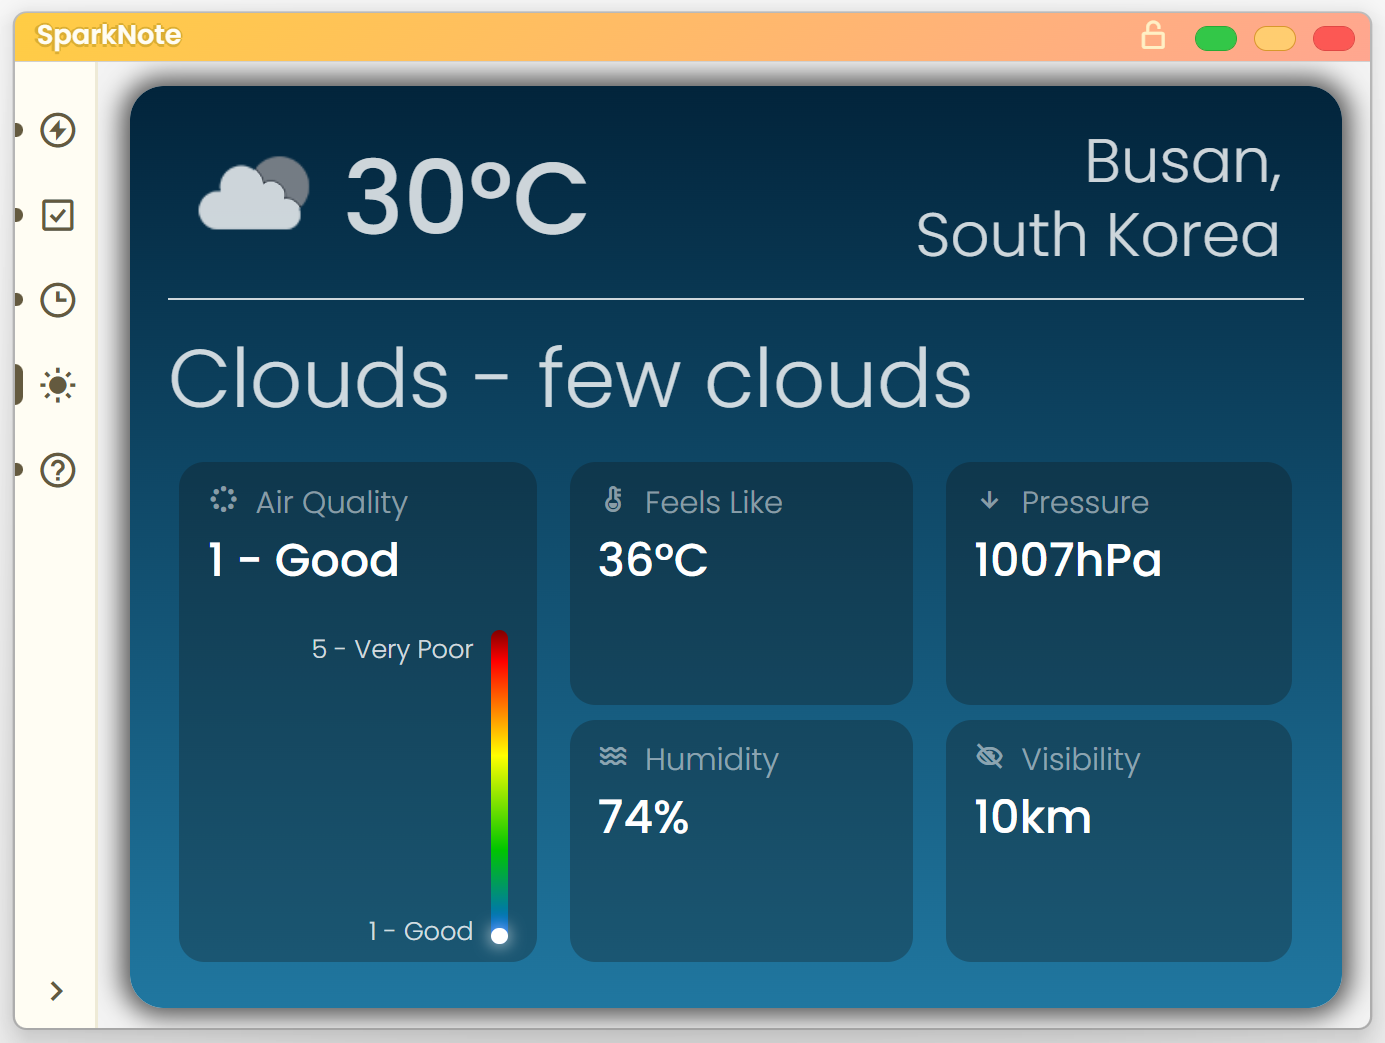 SparkNote
30°C
Busan,
South Korea
Clouds - few clouds
Air Quality
1 - Good
5 - Very Poor
1 - Good
Feels Like
36°C
Pressure
1007hPa
Humidity
74%
Visibility
10km